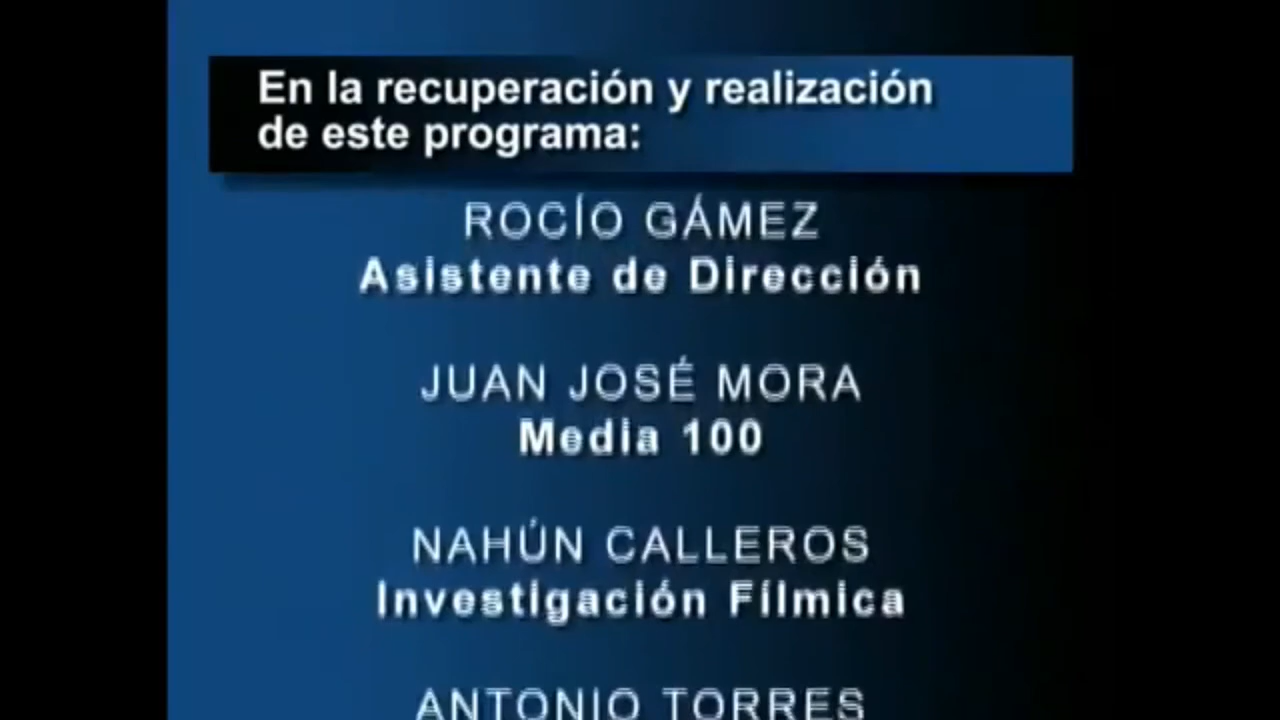 En la recuperación y realización
de este programa:
ROCÍO GÁMEZ
Asistente de Dirección
JUAN JOSÉ MORA
Media 100
NAHÚN CALLEROS
Investigación Fílmica
ANTONIO TORRES